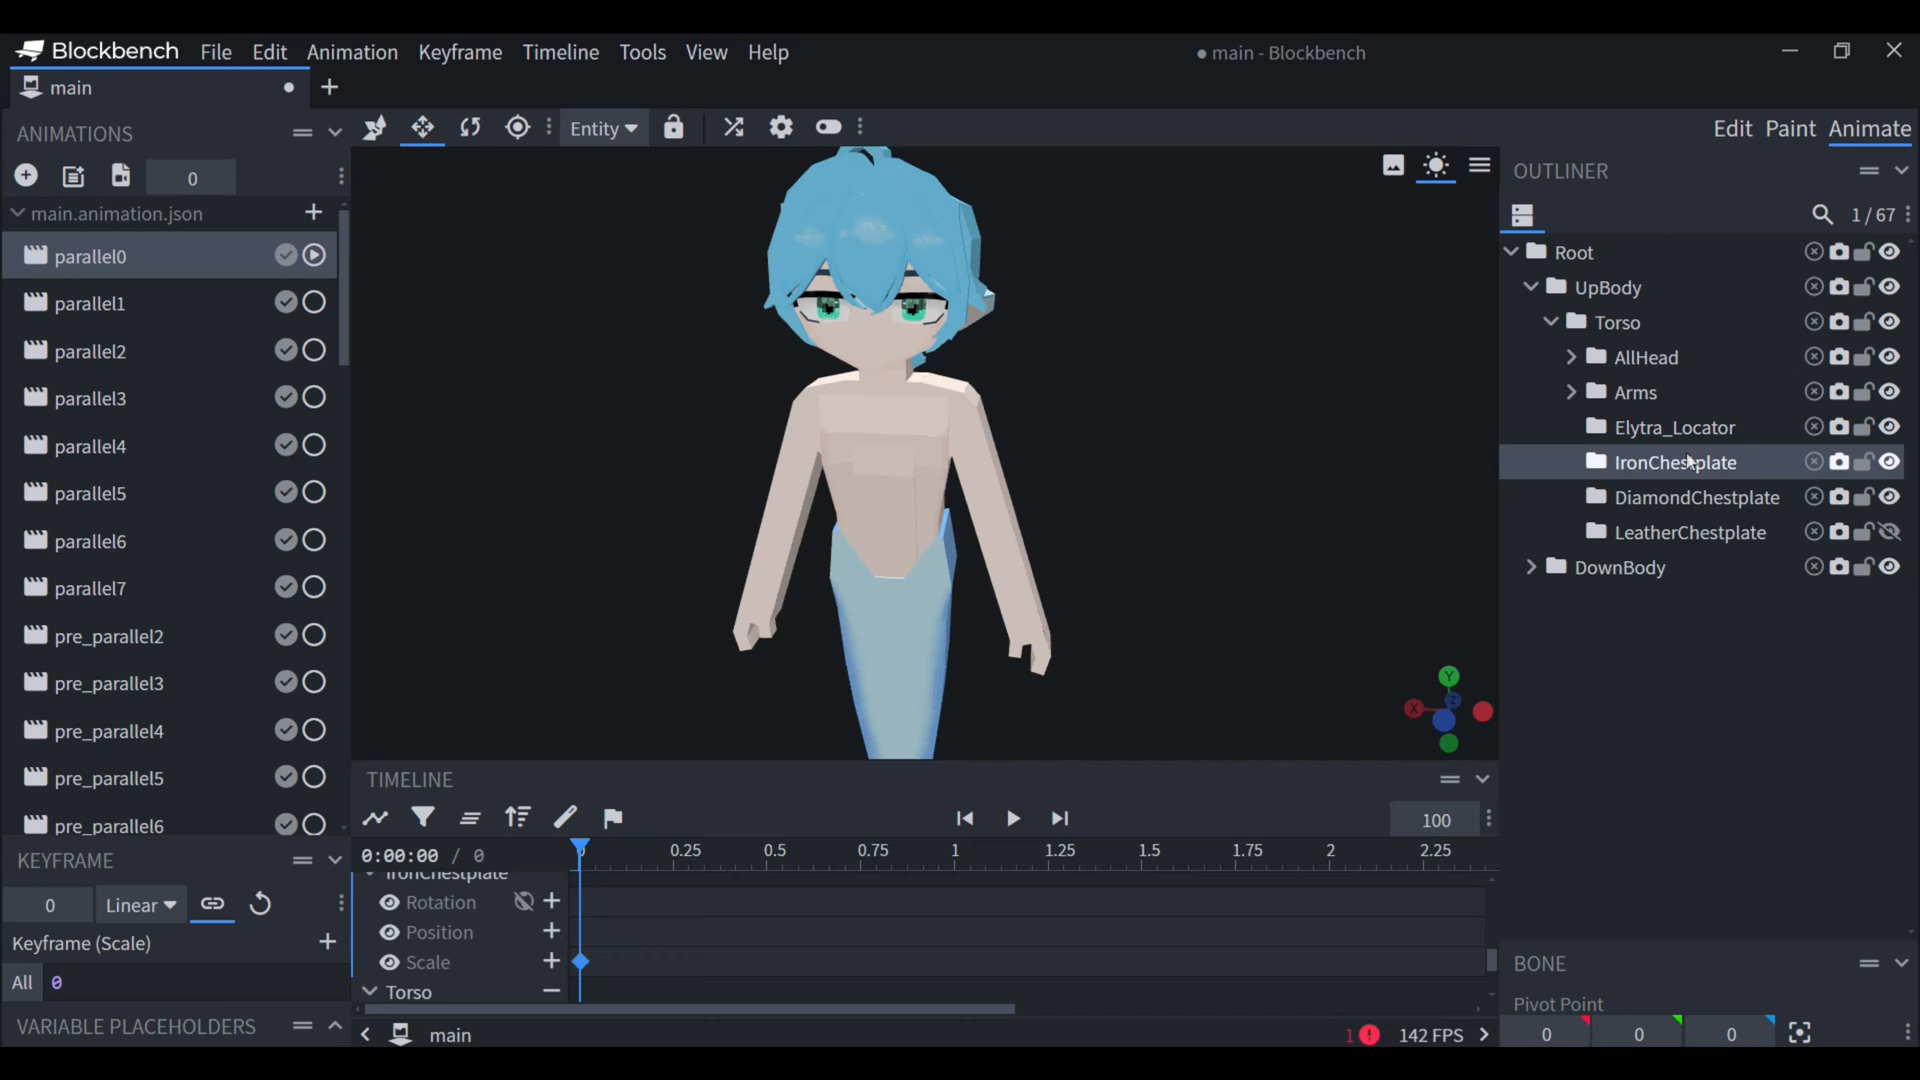 Blockbench File Edit Animation Keyframe Timeline Tools View Help
main - Blockbench
main
ANIMATIONS
0
main.animation.json
parallel0
parallel1
parallel2
parallel3
parallel4
parallel5
parallel6
parallel7
pre_parallel2
pre_parallel3
pre_parallel4
pre_parallel5
pre_parallel6
KEYFRAME
0 Linear
Keyframe (Scale)
All 0
VARIABLE PLACEHOLDERS
Entity
Y
X
Z
TIMELINE
100
0:00:00 / 0
0 0.25 0.5 0.75 1 1.25 1.5 1.75 2 2.25
IronChestplate
Rotation
Position
Scale
Torso
main
1 142 FPS
Edit Paint Animate
OUTLINER
1 / 67
Root
UpBody
Torso
AllHead
Arms
Elytra_Locator
IronChestplate
DiamondChestplate
LeatherChestplate
DownBody
BONE
Pivot Point
0 0 0